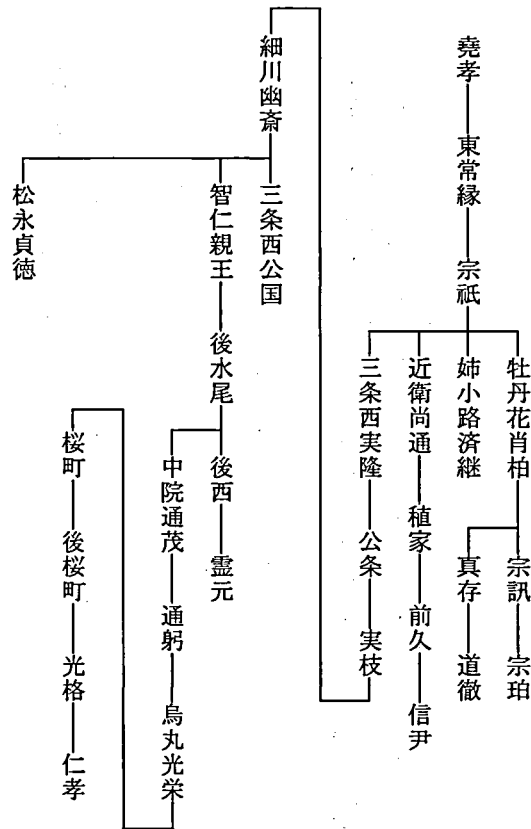 堯孝
東常縁
宗祇
牡丹花肖柏
宗訊
宗珀
真存
道徹
姉小路済継
近衛尚通
稙家
前久
信尹
三条西実隆
公条
実枝
細川幽斎
三条西公国
智仁親王
後水尾
後西
霊元
中院通茂
通躬
烏丸光栄
桜町
後桜町
光格
仁孝
松永貞徳